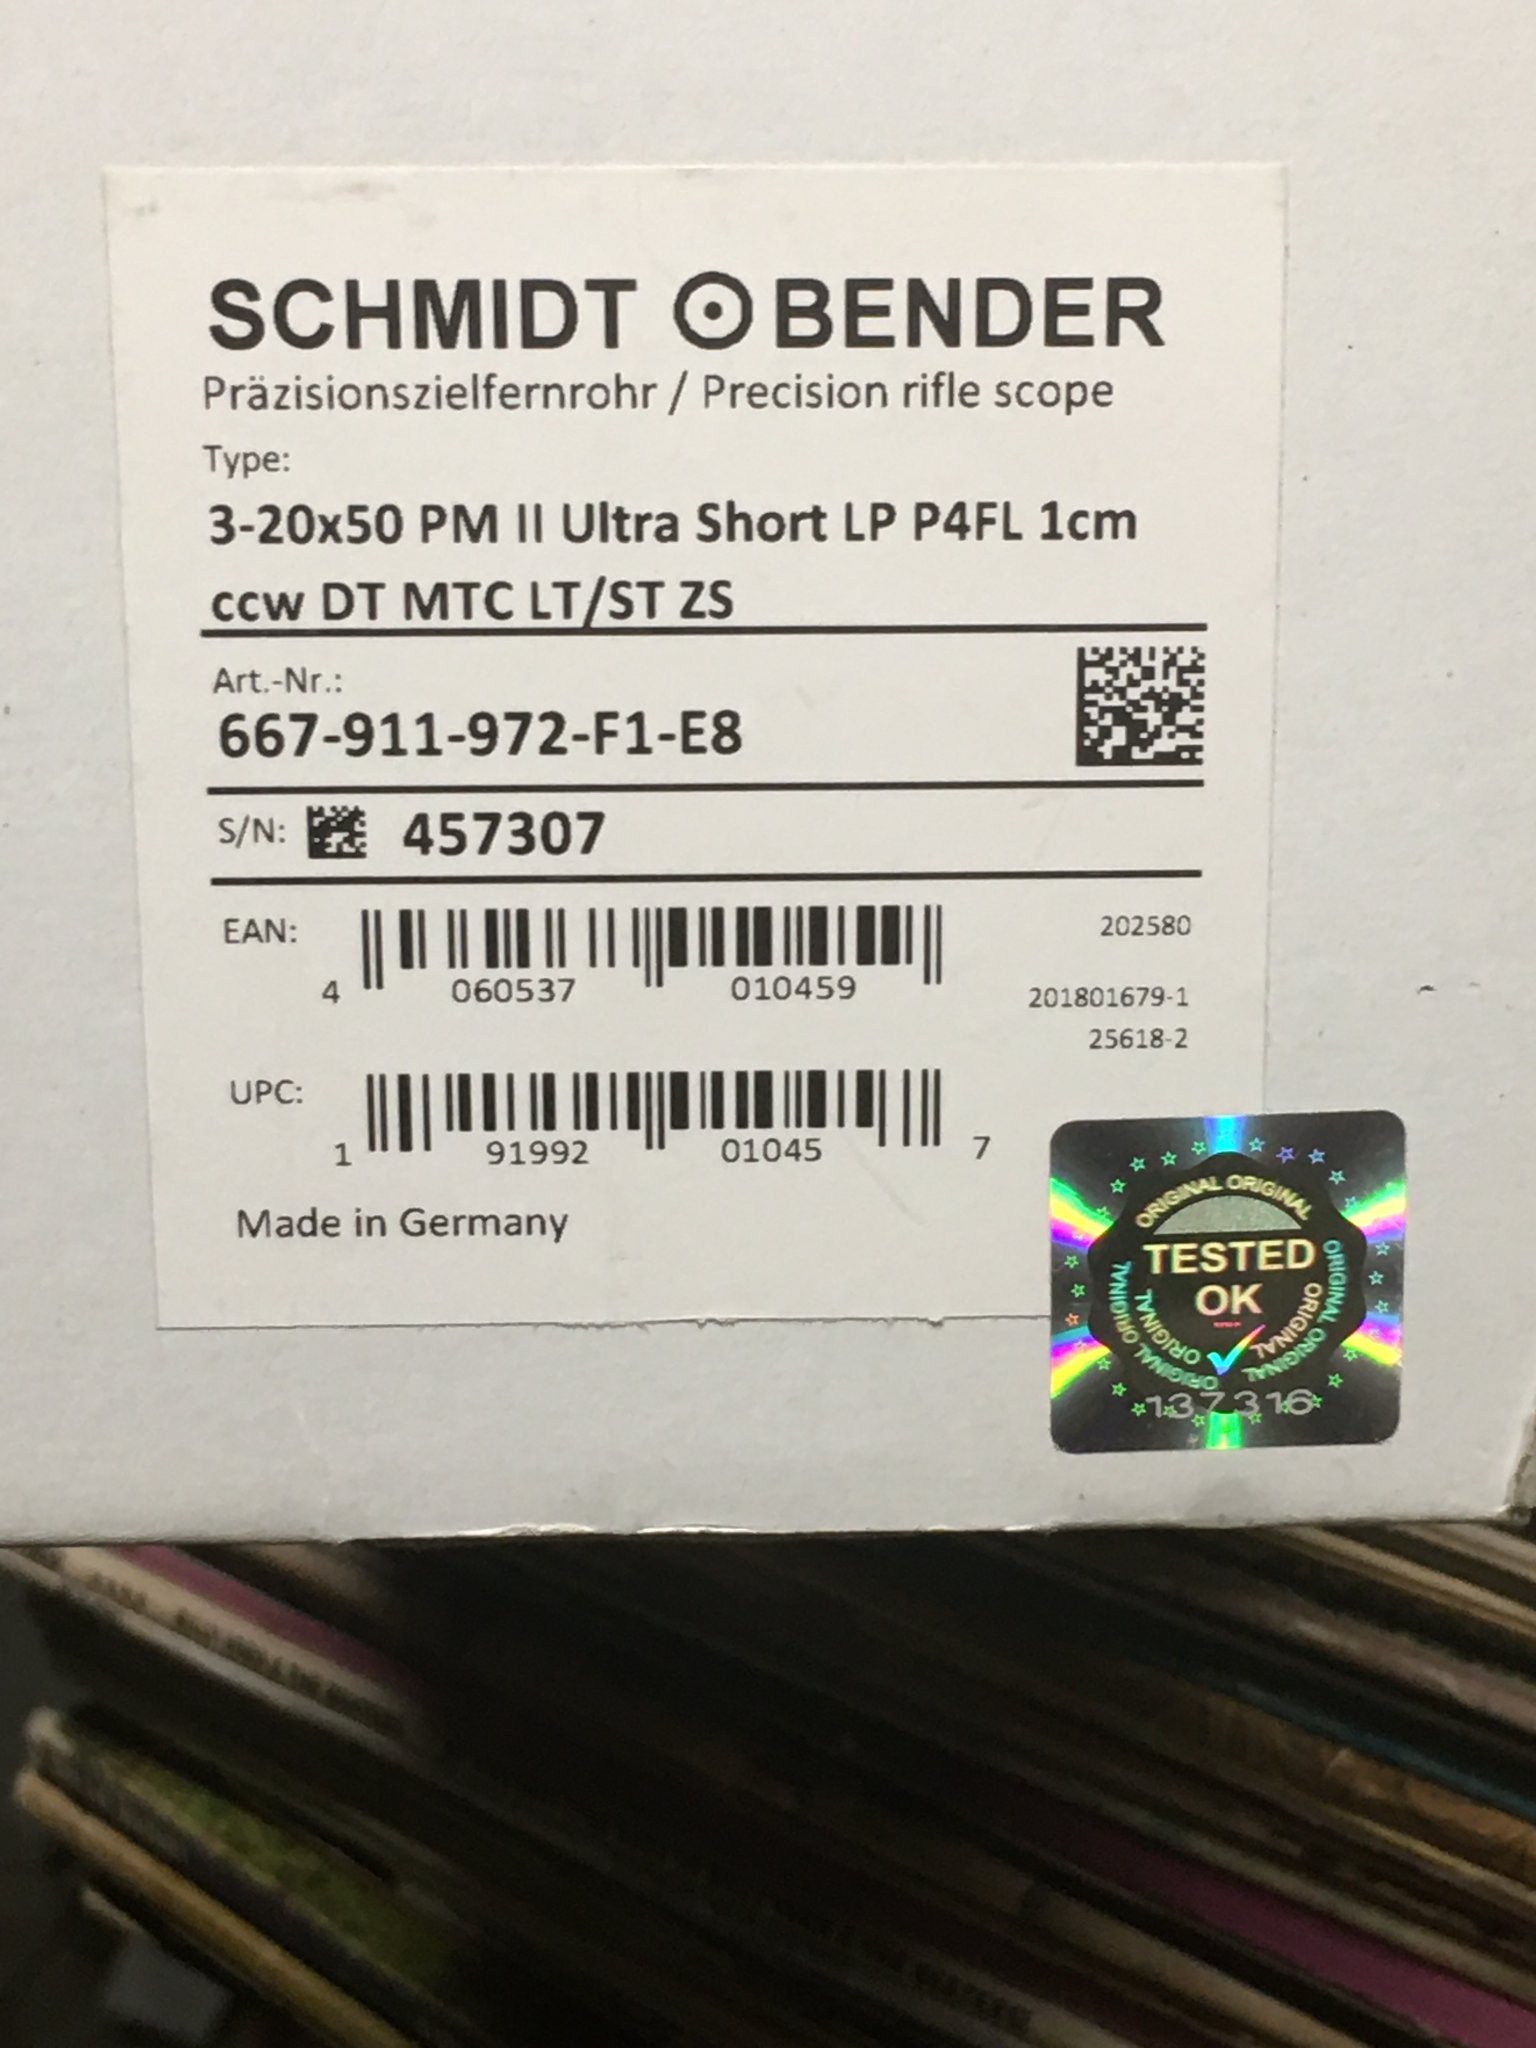 SCHMIDT BENDER
Präzisionszielfernrohr / Precision rifle scope
Type:
3-20x50 PM II Ultra Short LP P4FL 1cm
ccw DT MTC LT/ST ZS
Art.-Nr.:
667-911-972-F1-E8
S/N: 457307
EAN:
4 060537 010459
202580
201801679-1
25618-2
UPC:
1 91992 01045 7
Made in Germany
ORIGINAL ORIGINAL
TESTED
OK
ORIGINAL ORIGINAL
ORIGINAL ORIGINAL
ORIGINAL
ORIGINAL
137316